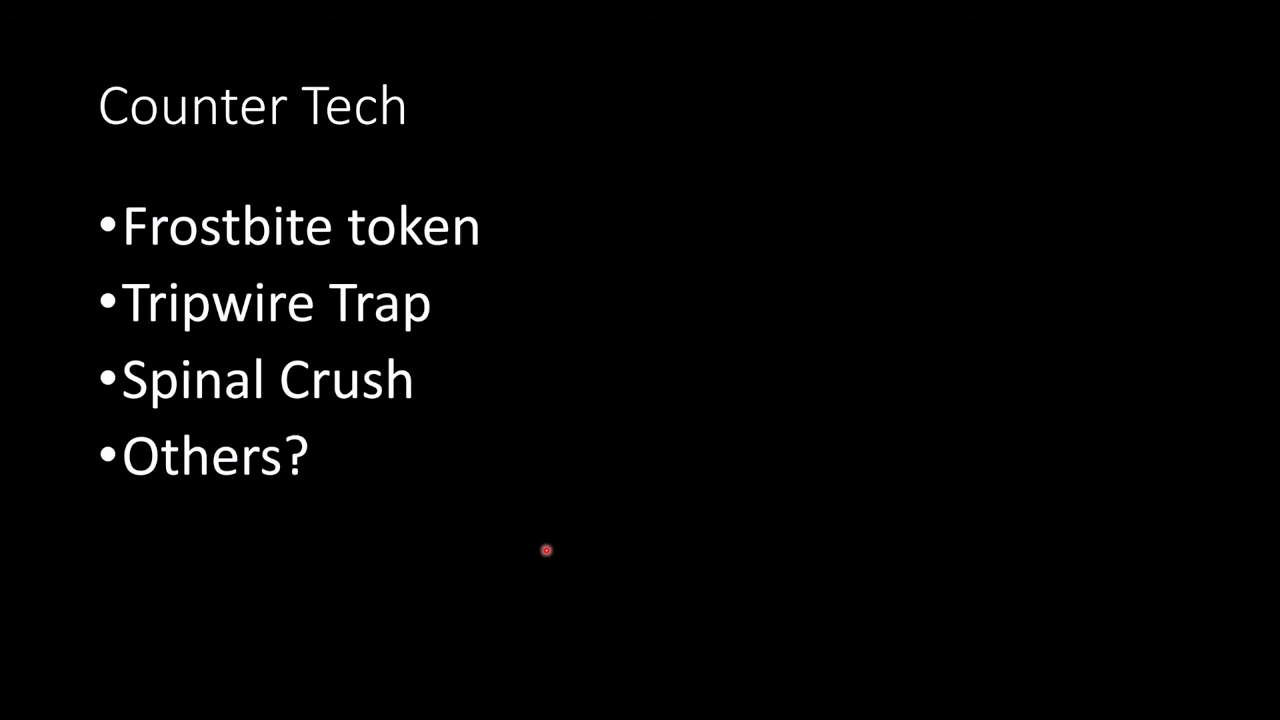 Counter Tech
•Frostbite token
•Tripwire Trap
•Spinal Crush
•Others?